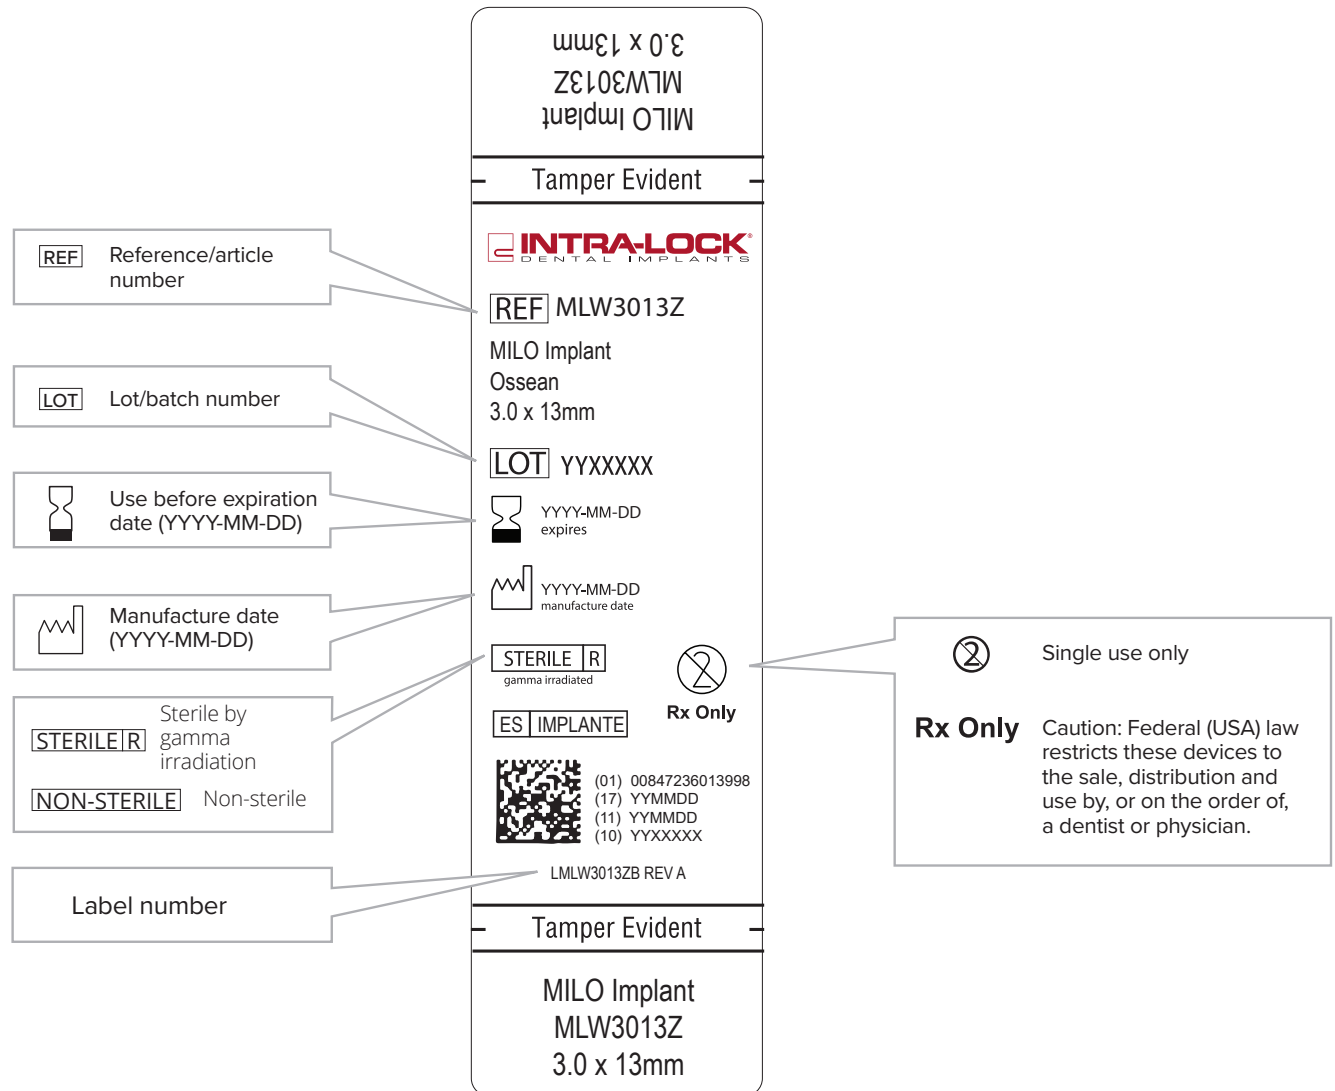 3.0 x 13mm
MLW3013Z
MILO Implant
Tamper Evident
INTRA-LOCK®
DENTAL IMPLANTS
REF MLW3013Z
MILO Implant
Ossean
3.0 x 13mm
LOT YYXXXXX
YYYY-MM-DD
expires
YYYY-MM-DD
manufacture date
STERILE R
gamma irradiated
2
Rx Only
ES IMPLANTE
(01) 00847236013998
(17) YYMMDD
(11) YYMMDD
(10) YYXXXXX
LMLW3013ZB REV A
Tamper Evident
MILO Implant
MLW3013Z
3.0 x 13mm
REF Reference/article
number
LOT Lot/batch number
Use before expiration
date (YYYY-MM-DD)
Manufacture date
(YYYY-MM-DD)
STERILE R Sterile by
gamma
irradiation
NON-STERILE Non-sterile
Label number
2 Single use only
Rx Only Caution: Federal (USA) law
restricts these devices to
the sale, distribution and
use by, or on the order of,
a dentist or physician.